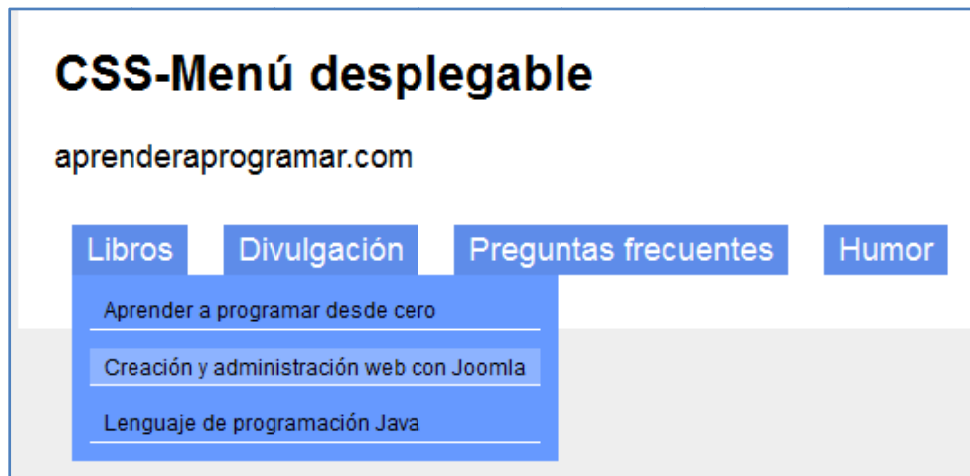 CSS-Menú desplegable
aprenderaprogramar.com
Libros Divulgación Preguntas frecuentes Humor
Aprender a programar desde cero
Creación y administración web con Joomla
Lenguaje de programación Java